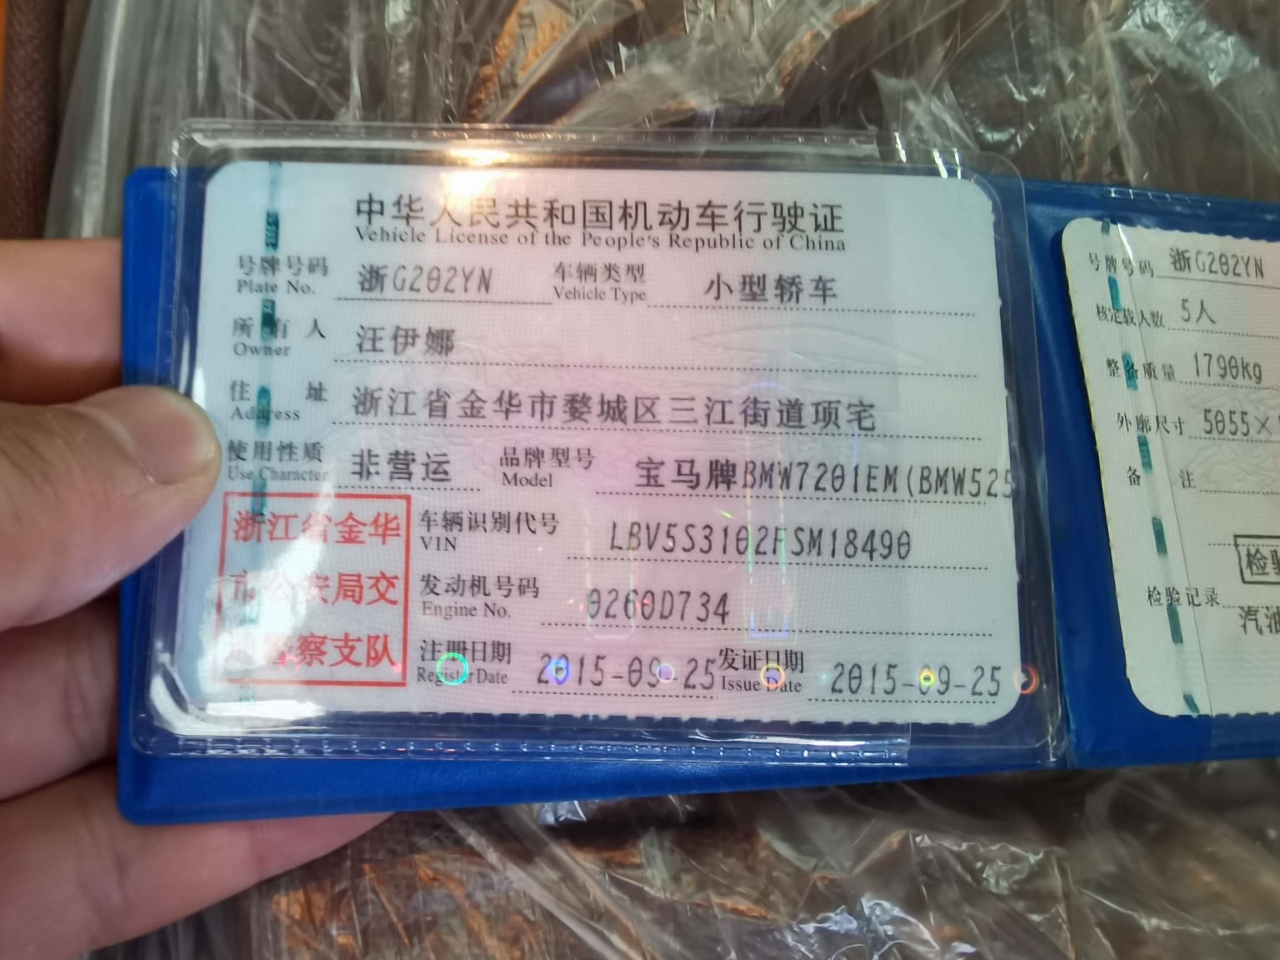 中华人民共和国机动车行驶证
Vehicle License of the People's Republic of China
号牌号码 浙G202YN 车辆类型 小型轿车
Plate No. Vehicle Type
所有人 汪伊娜
Owner
住址 浙江省金华市婺城区三江街道项宅
Address
使用性质 非营运 品牌型号 宝马牌BMW7201EM(BMW525
Use Character Model
浙江省金华
市公安局交
警察支队
车辆识别代号 LBV5S3102FSM18490
VIN
发动机号码 0260D734
Engine No.
注册日期 2015-09-25 发证日期 2015-09-25
Register Date Issue Date
号牌号码 浙G202YN
核定载人数 5人
整备质量 1790kg
外廓尺寸 5055×
备注
检验
检验记录
汽油